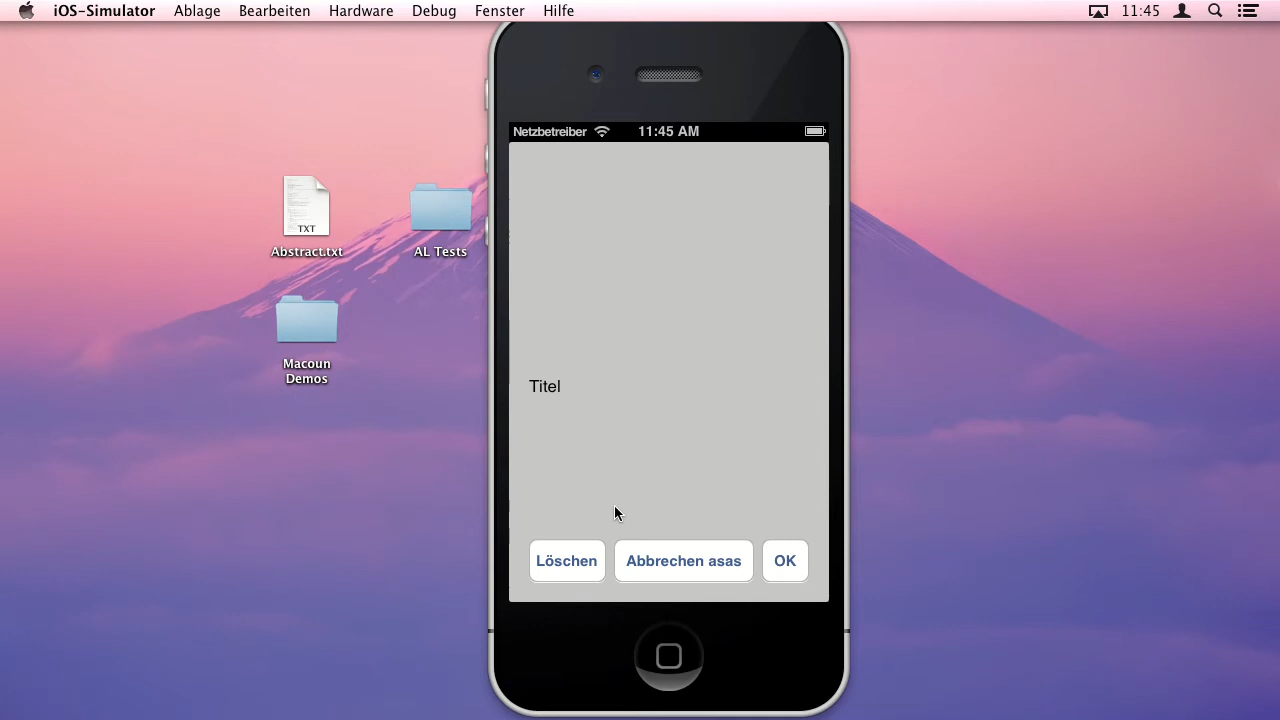 iOS-Simulator Ablage Bearbeiten Hardware Debug Fenster Hilfe 11:45
Netzbetreiber 11:45 AM
TXT
Abstract.txt
AL Tests
Macoun
Demos
Titel
Löschen Abbrechen asas OK